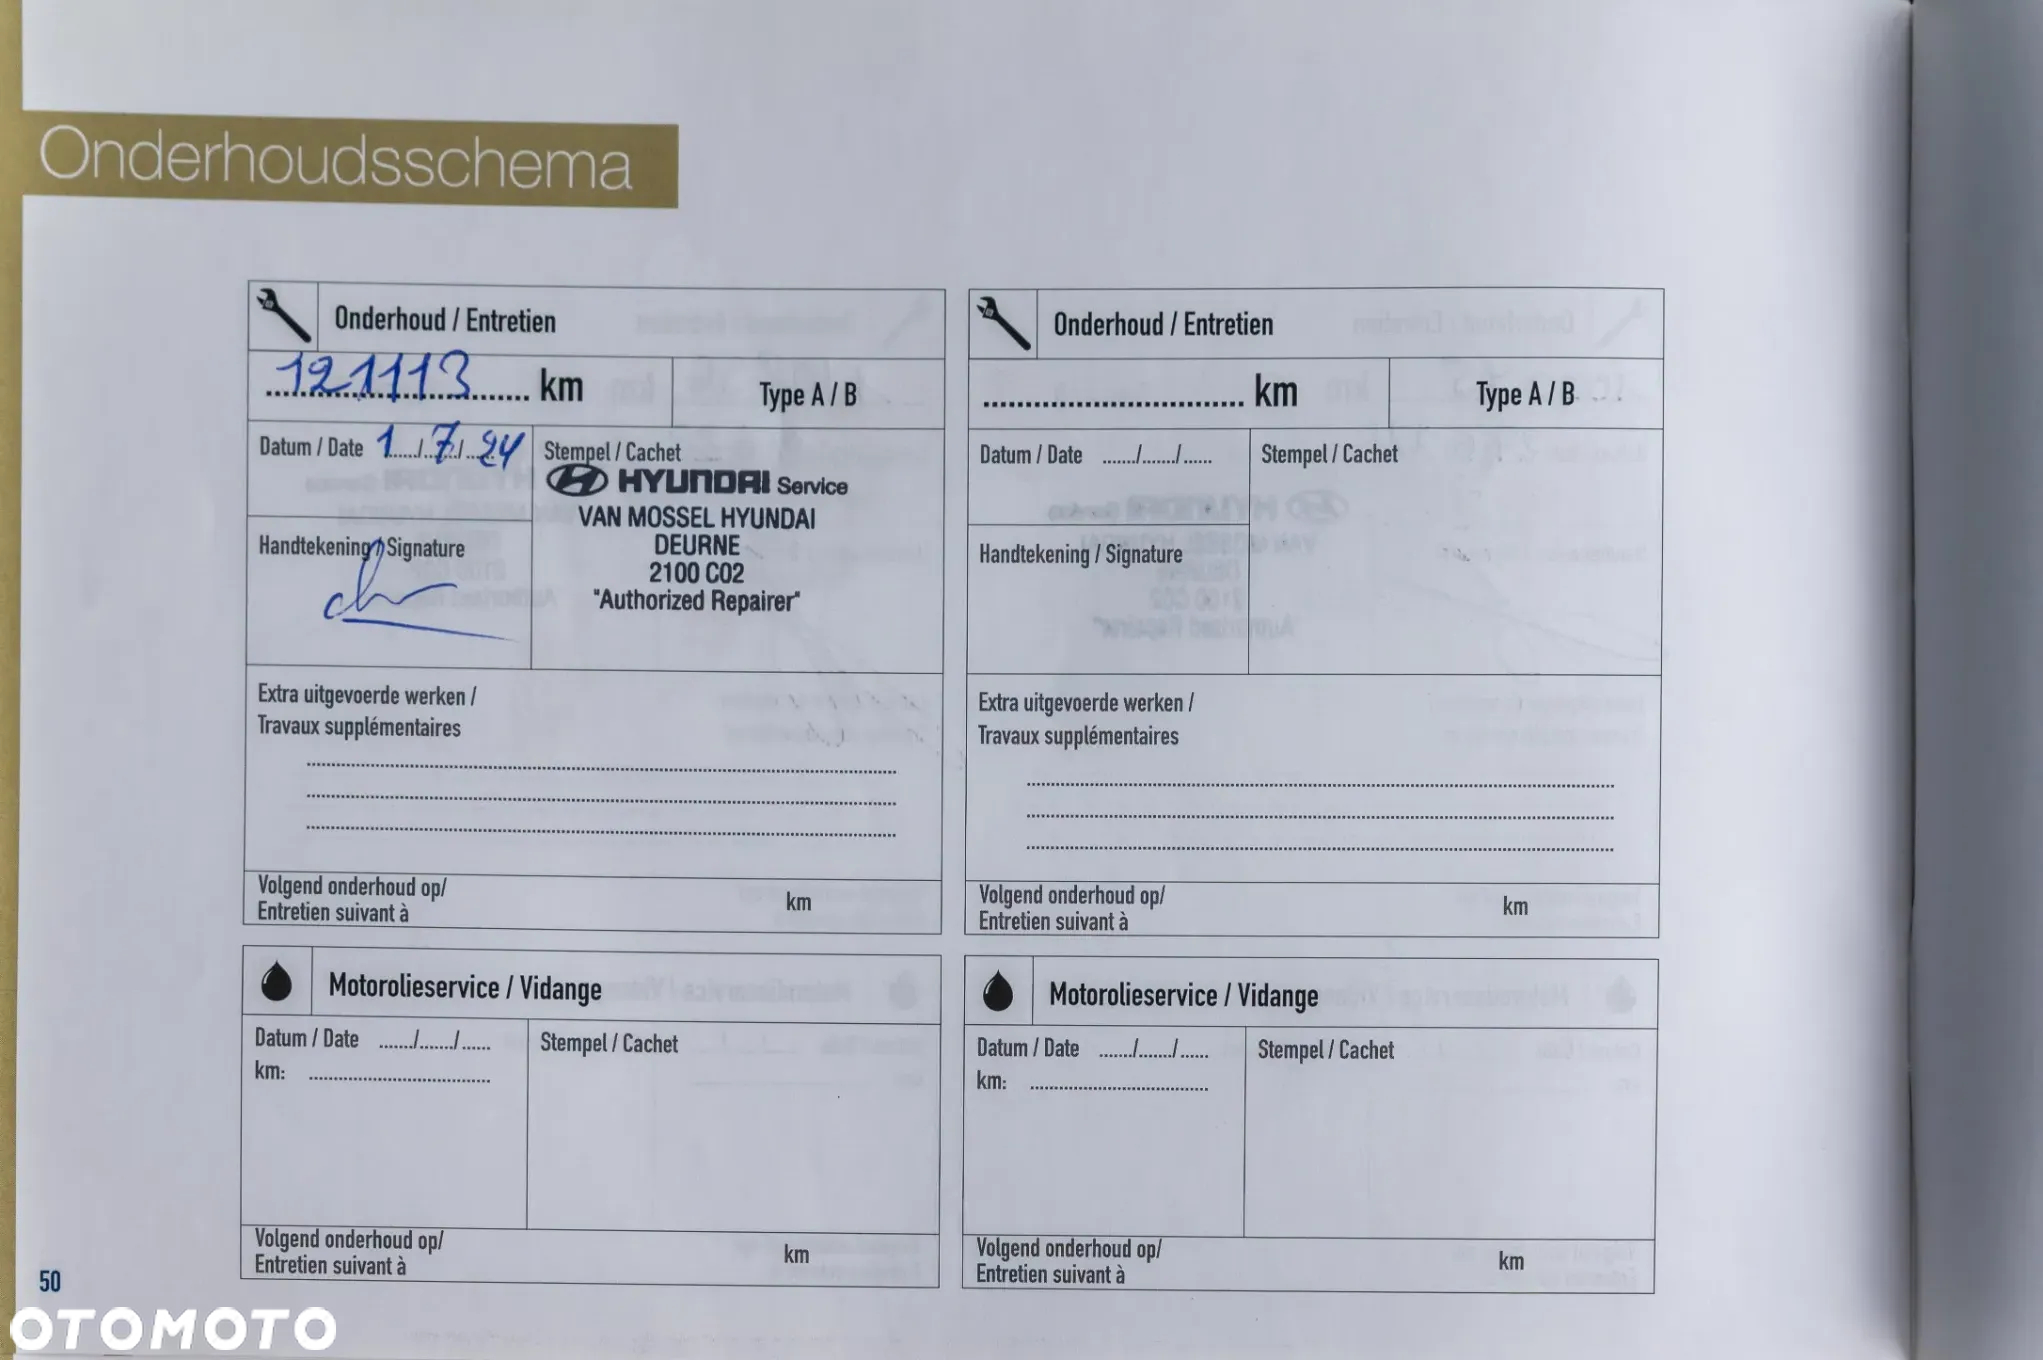 Onderhoudsschema
Onderhoud / Entretien
121113 km
Type A / B
Datum / Date 1/7/24
Stempel / Cachet
HYUNDAI Service
VAN MOSSEL HYUNDAI
DEURNE
2100 C02
"Authorized Repairer"
Handtekening / Signature
Extra uitgevoerde werken /
Travaux supplémentaires
Volgend onderhoud op/
Entretien suivant à
km
Onderhoud / Entretien
km
Type A / B
Datum / Date ....../....../......
Stempel / Cachet
Handtekening / Signature
Extra uitgevoerde werken /
Travaux supplémentaires
Volgend onderhoud op/
Entretien suivant à
km
Motorolieservice / Vidange
Datum / Date ....../....../......
km:
Stempel / Cachet
Volgend onderhoud op/
Entretien suivant à
km
Motorolieservice / Vidange
Datum / Date ....../....../......
km:
Stempel / Cachet
Volgend onderhoud op/
Entretien suivant à
km
50
OTOMOTO